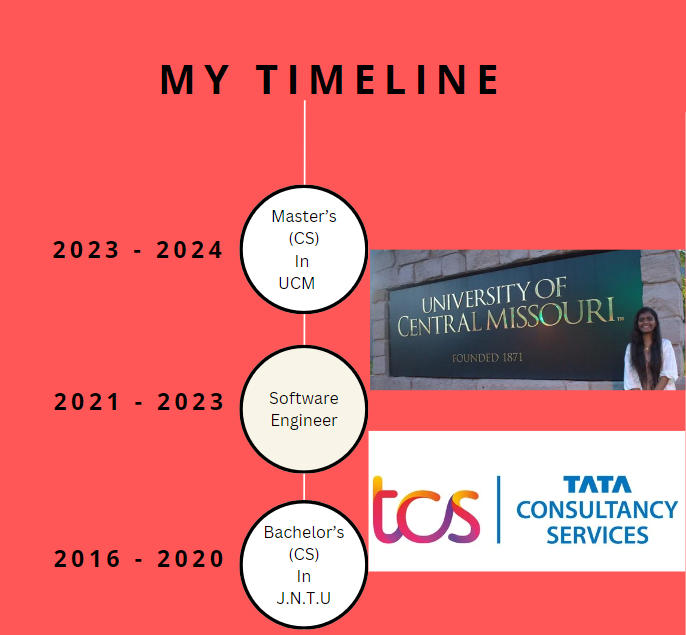 MY TIMELINE
2023 - 2024
Master's
(CS)
In
UCM
UNIVERSITY OF
CENTRAL MISSOURI™
FOUNDED 1871
2021 - 2023
Software
Engineer
tcs
TATA
CONSULTANCY
SERVICES
2016 - 2020
Bachelor's
(CS)
In
J.N.T.U